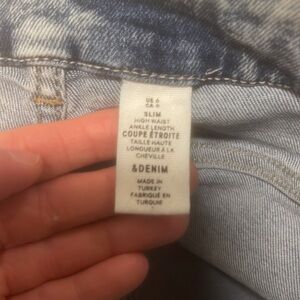 US 6
CA 6
SLIM
HIGH WAIST
ANKLE LENGTH
COUPE ÉTROITE
TAILLE HAUTE
LONGUEUR À LA
CHEVILLE
&DENIM
MADE IN
TURKEY
FABRIQUÉ EN
TURQUIE